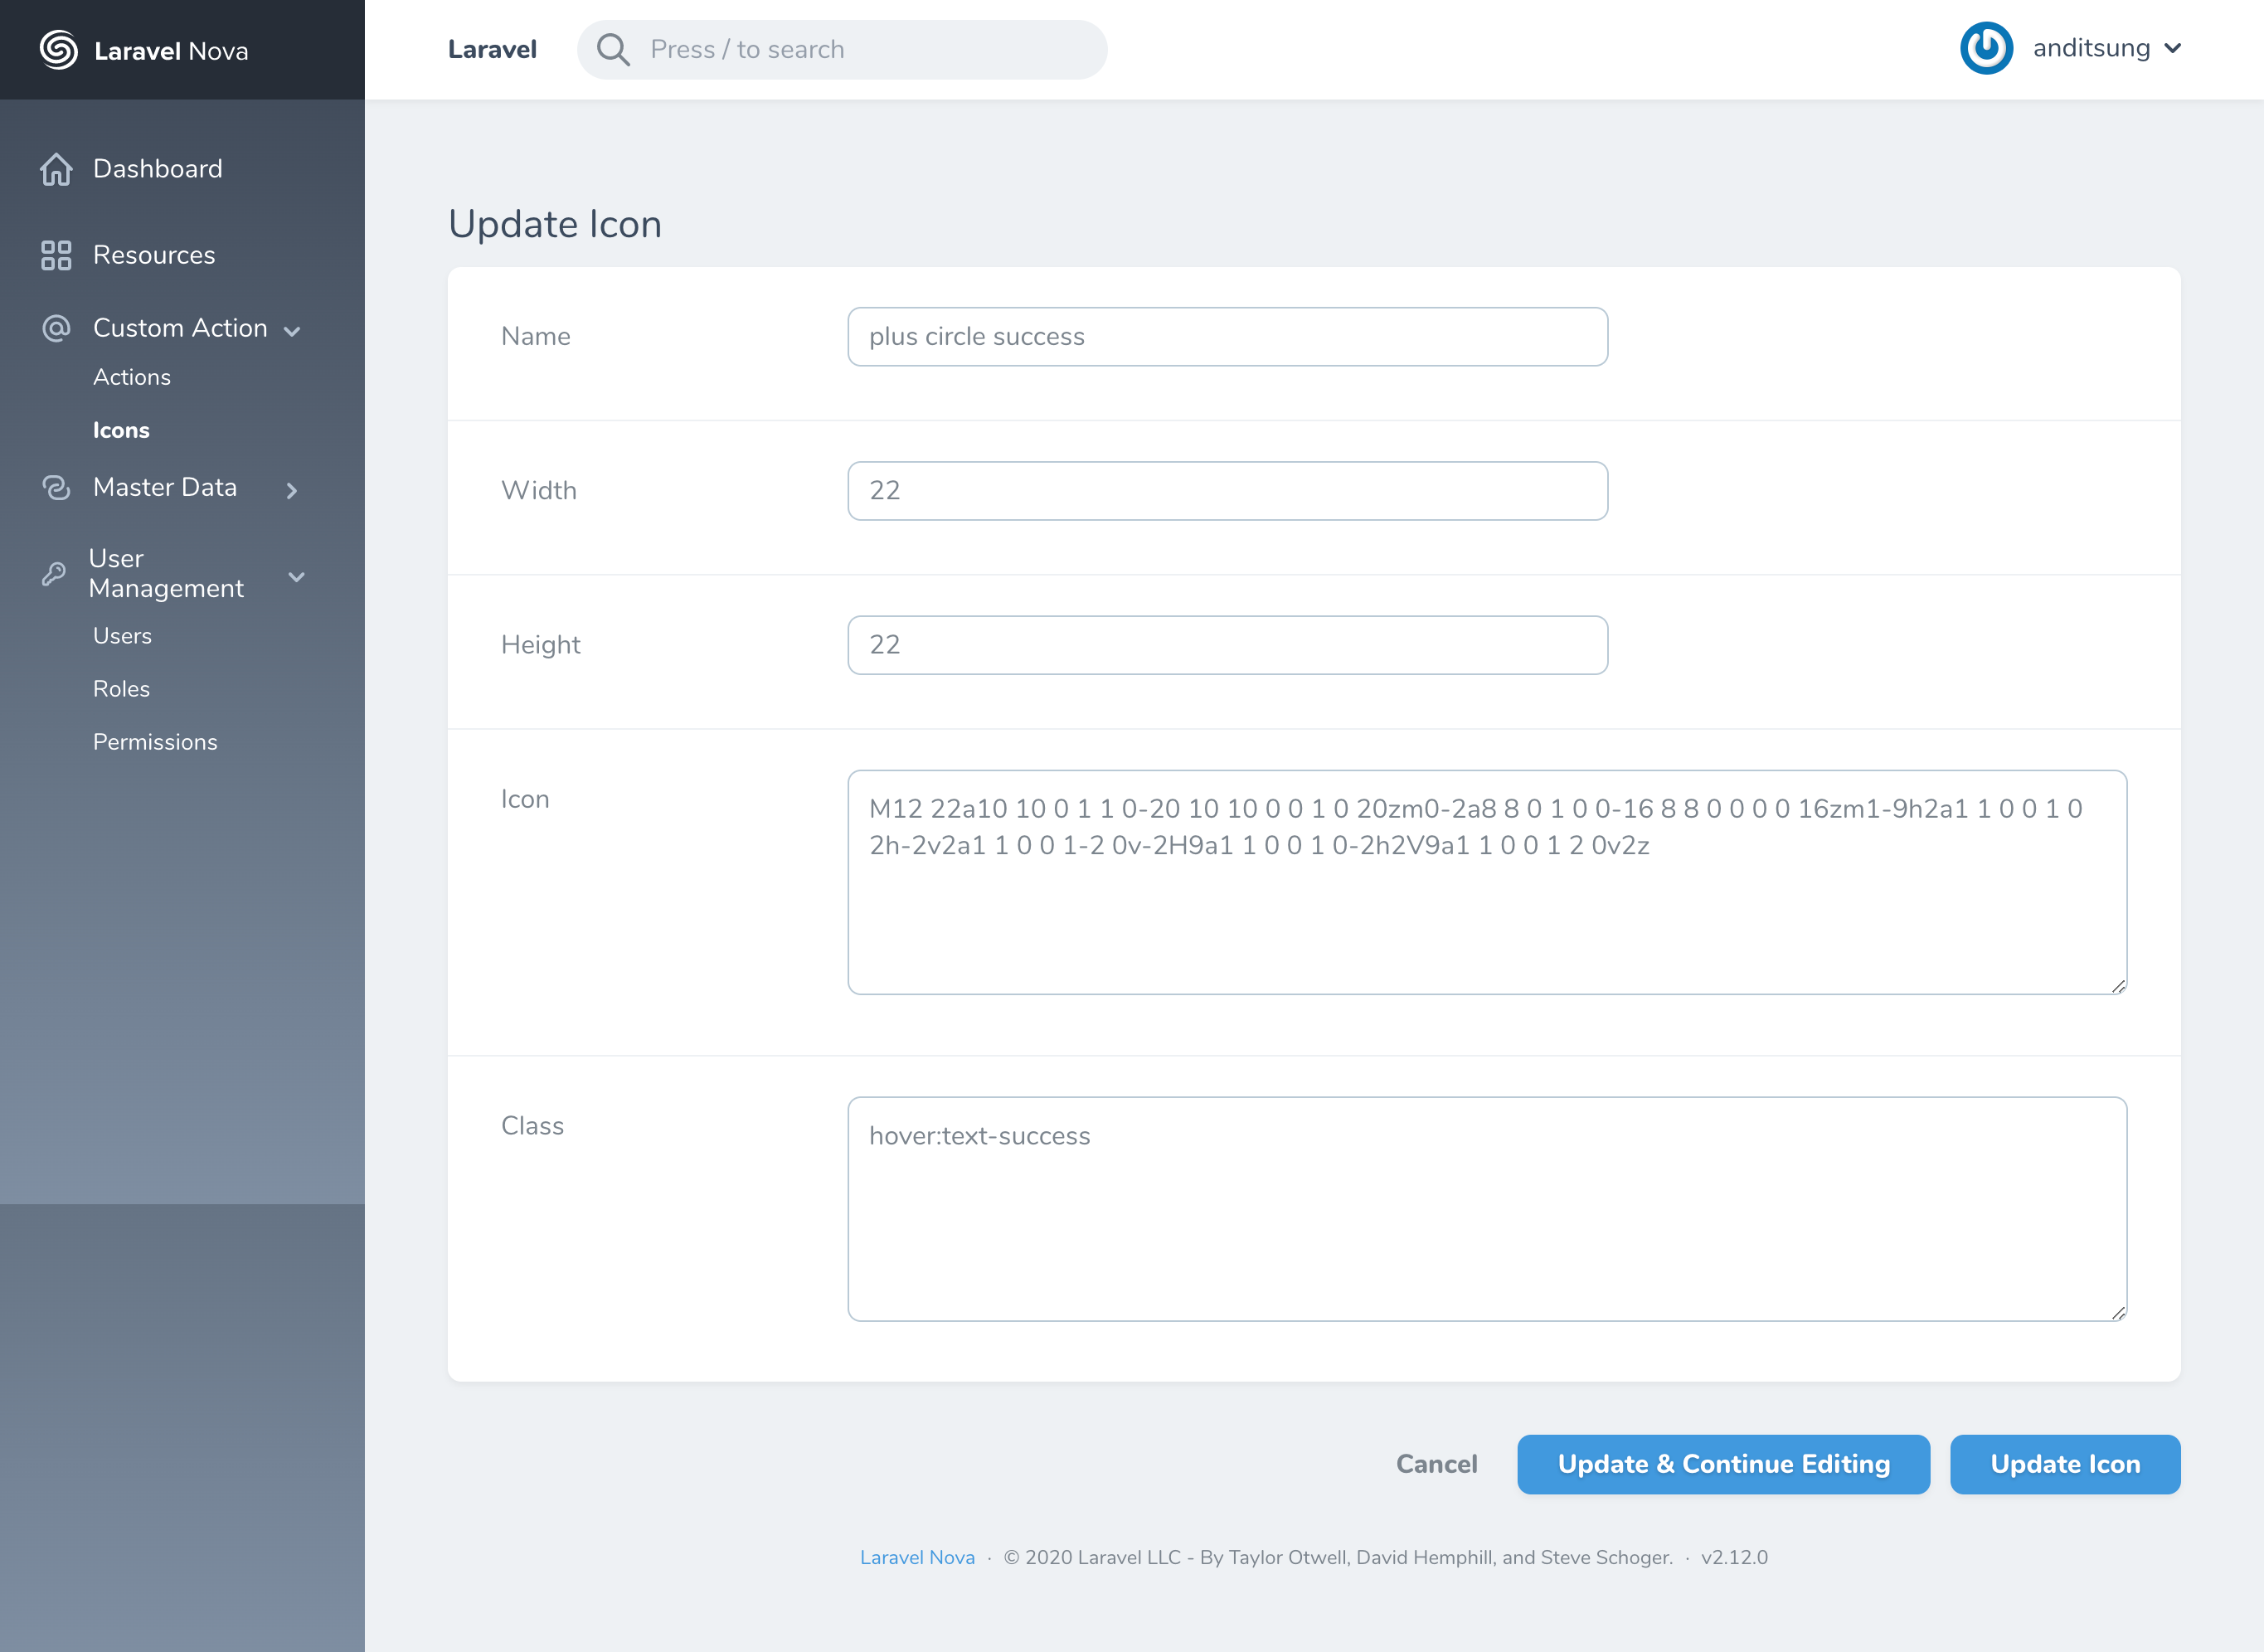 Laravel Nova
Laravel
Press / to search
anditsung
Dashboard
Resources
Custom Action
Actions
Icons
Master Data
User
Management
Users
Roles
Permissions
Update Icon
Name
plus circle success
Width
22
Height
22
Icon
M12 22a10 10 0 1 1 0-20 10 10 0 0 1 0 20zm0-2a8 8 0 1 0 0-16 8 8 0 0 0 0 16zm1-9h2a1 1 0 0 1 0
2h-2v2a1 1 0 0 1-2 0v-2H9a1 1 0 0 1 0-2h2V9a1 1 0 0 1 2 0v2z
Class
hover:text-success
Cancel
Update & Continue Editing
Update Icon
Laravel Nova · © 2020 Laravel LLC - By Taylor Otwell, David Hemphill, and Steve Schoger. · v2.12.0